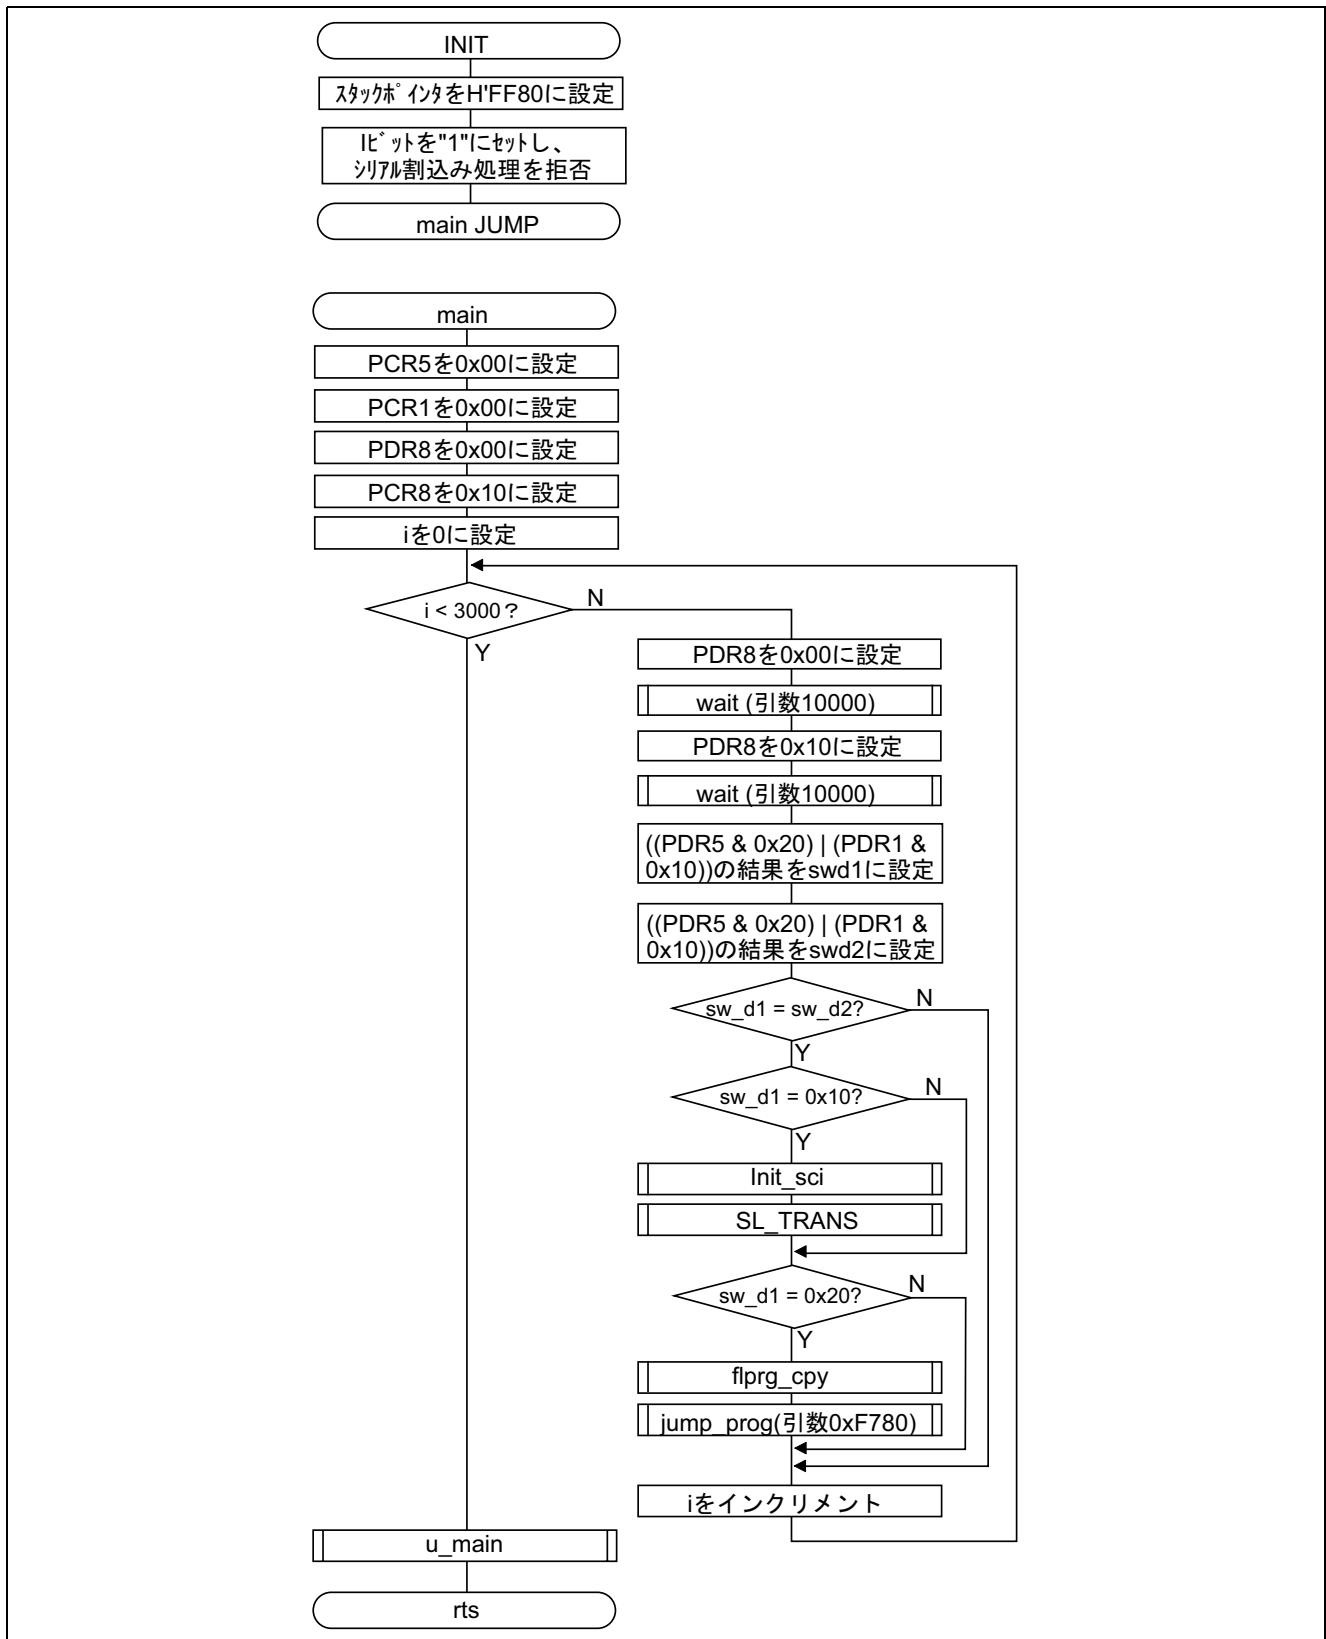 INIT
ｽﾀｯｸﾎﾟｲﾝﾀをH'FF80に設定
Iﾋﾞｯﾄを"1"にｾｯﾄし、
ｼﾘｱﾙ割込み処理を拒否
main JUMP
main
PCR5を0x00に設定
PCR1を0x00に設定
PDR8を0x00に設定
PCR8を0x10に設定
iを0に設定
i < 3000？
N
Y
PDR8を0x00に設定
wait (引数10000)
PDR8を0x10に設定
wait (引数10000)
((PDR5 & 0x20) | (PDR1 &
0x10))の結果をswd1に設定
((PDR5 & 0x20) | (PDR1 &
0x10))の結果をswd2に設定
sw_d1 = sw_d2?
N
Y
sw_d1 = 0x10?
N
Y
Init_sci
SL_TRANS
sw_d1 = 0x20?
N
Y
flprg_cpy
jump_prog(引数0xF780)
iをインクリメント
u_main
rts